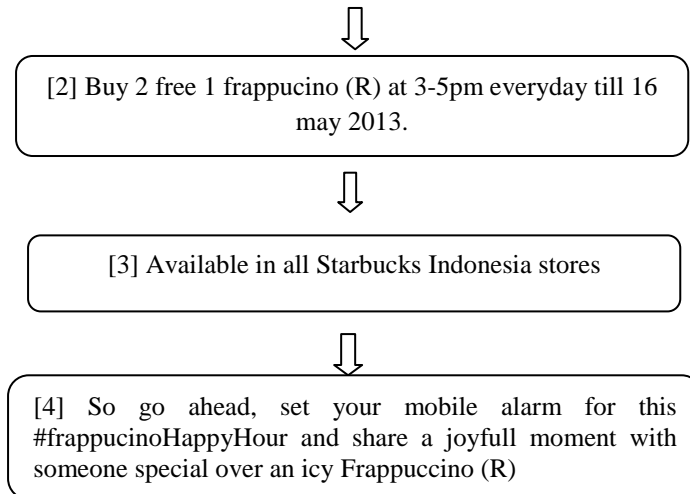 [2] Buy 2 free 1 frappucino (R) at 3-5pm everyday till 16
may 2013.
[3] Available in all Starbucks Indonesia stores
[4] So go ahead, set your mobile alarm for this
#frappucinoHappyHour and share a joyfull moment with
someone special over an icy Frappuccino (R)